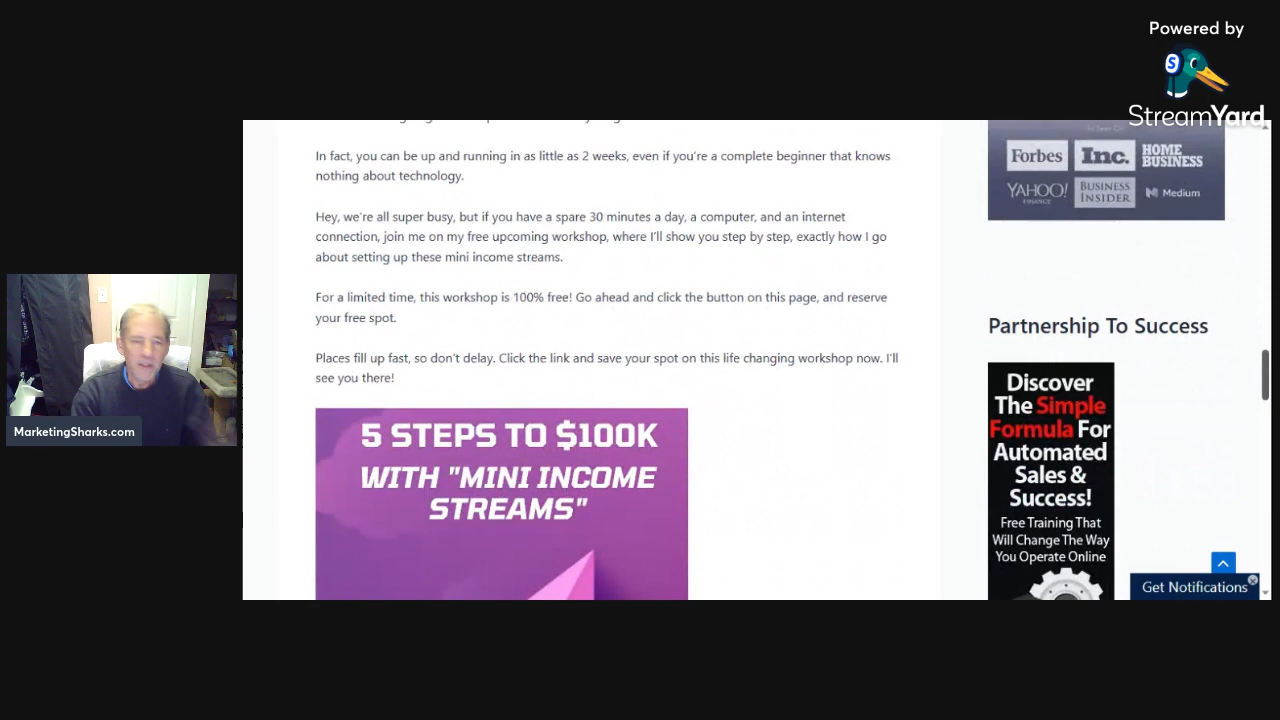 Powered by
S
StreamYard
In fact, you can be up and running in as little as 2 weeks, even if you're a complete beginner that knows
nothing about technology.
Hey, we're all super busy, but if you have a spare 30 minutes a day, a computer, and an internet
connection, join me on my free upcoming workshop, where I'll show you step by step, exactly how I go
about setting up these mini income streams.
For a limited time, this workshop is 100% free! Go ahead and click the button on this page, and reserve
your free spot.
Places fill up fast, so don't delay. Click the link and save your spot on this life changing workshop now. I'll
see you there!
5 STEPS TO $100K
WITH "MINI INCOME
STREAMS"
Forbes
Inc.
HOME
BUSINESS
YAHOO!
FINANCE
BUSINESS
INSIDER
Medium
Partnership To Success
Discover
The Simple
Formula For
Automated
Sales &
Success!
Free Training That
Will Change The Way
You Operate Online
Get Notifications
MarketingSharks.com